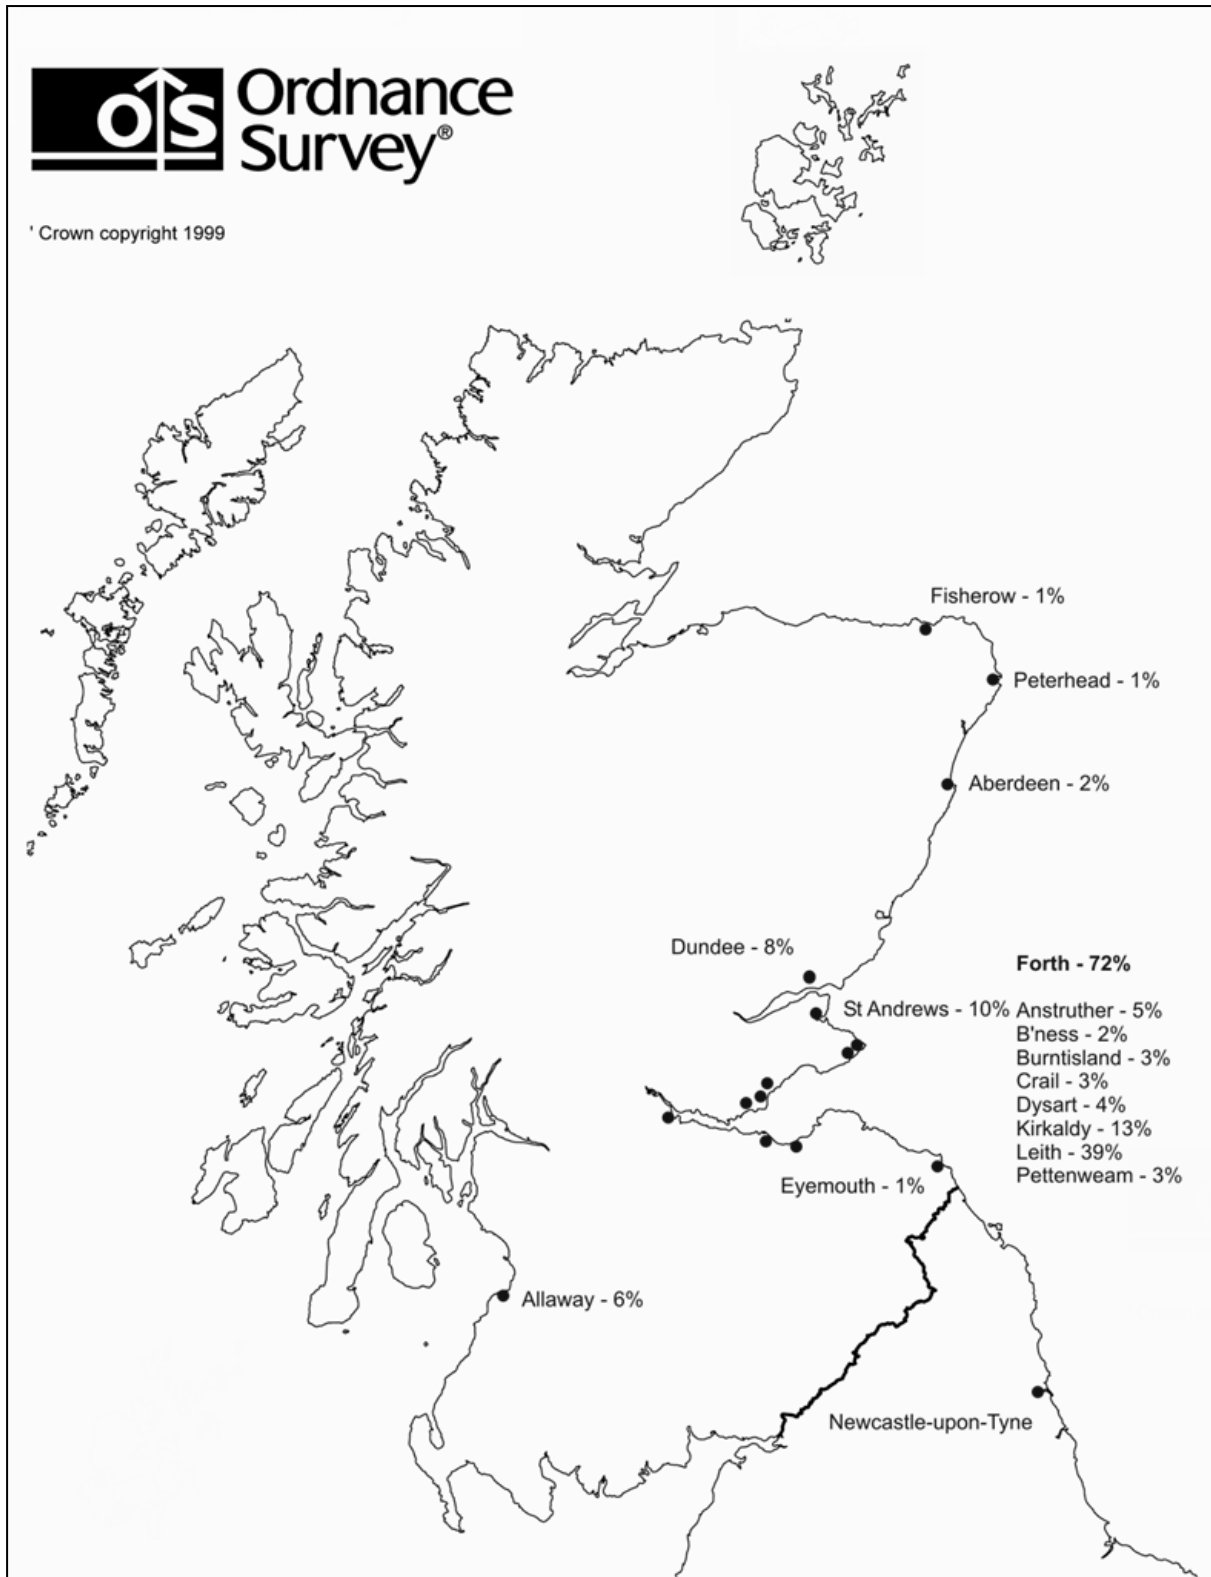 OS Ordnance
Survey®
' Crown copyright 1999
Fisherow - 1%
Peterhead - 1%
Aberdeen - 2%
Dundee - 8%
Forth - 72%
St Andrews - 10%
Anstruther - 5%
B'ness - 2%
Burntisland - 3%
Crail - 3%
Dysart - 4%
Kirkaldy - 13%
Leith - 39%
Pettenweam - 3%
Eyemouth - 1%
Allaway - 6%
Newcastle-upon-Tyne